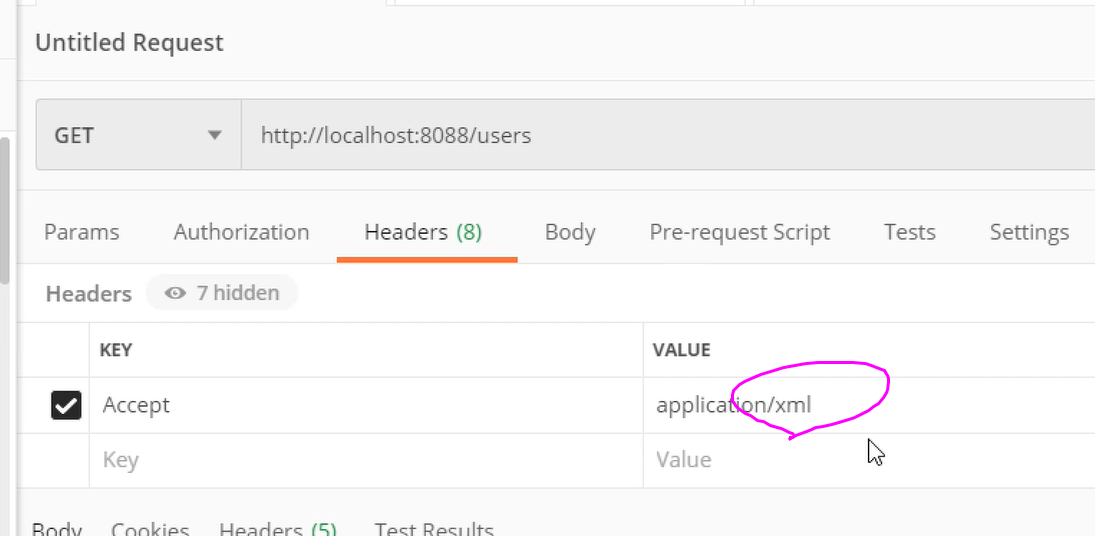 Untitled Request
GET http://localhost:8088/users
Params Authorization Headers (8) Body Pre-request Script Tests Settings
Headers 7 hidden
KEY VALUE
Accept application/xml
Key Value
Body Cookies Headers (5) Test Results